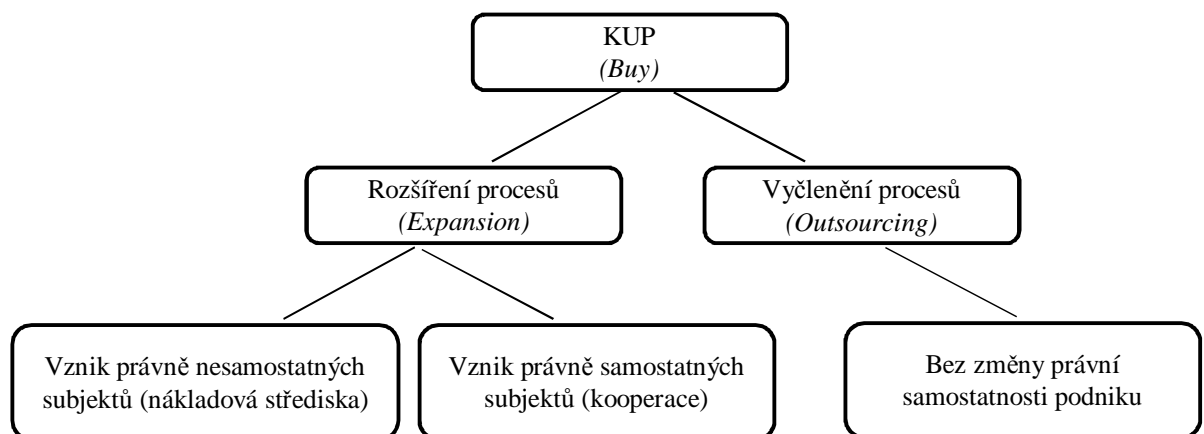 KUP
(Buy)
Rozšíření procesů
(Expansion)
Vyčlenění procesů
(Outsourcing)
Vznik právně nesamostatných
subjektů (nákladová střediska)
Vznik právně samostatných
subjektů (kooperace)
Bez změny právní
samostatnosti podniku